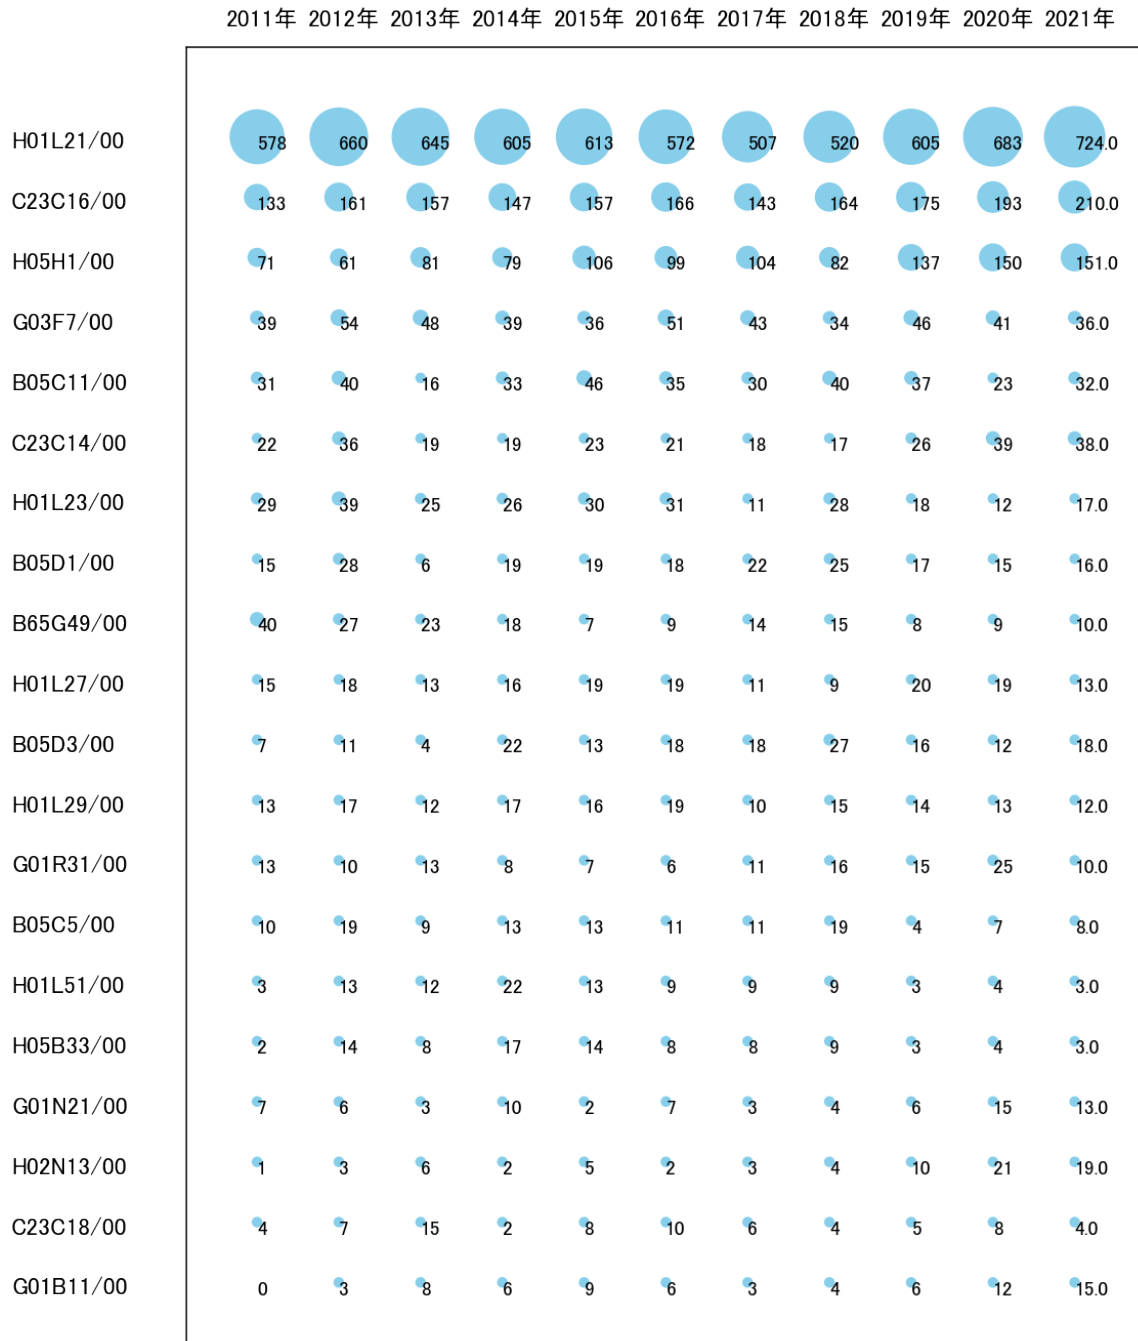 2011年 2012年 2013年 2014年 2015年 2016年 2017年 2018年 2019年 2020年 2021年
H01L21/00 578 660 645 605 613 572 507 520 605 683 724.0
C23C16/00 133 161 157 147 157 166 143 164 175 193 210.0
H05H1/00 71 61 81 79 106 99 104 82 137 150 151.0
G03F7/00 39 54 48 39 36 51 43 34 46 41 36.0
B05C11/00 31 40 16 33 46 35 30 40 37 23 32.0
C23C14/00 22 36 19 19 23 21 18 17 26 39 38.0
H01L23/00 29 39 25 26 30 31 11 28 18 12 17.0
B05D1/00 15 28 6 19 19 18 22 25 17 15 16.0
B65G49/00 40 27 23 18 7 9 14 15 8 9 10.0
H01L27/00 15 18 13 16 19 19 11 9 20 19 13.0
B05D3/00 7 11 4 22 13 18 18 27 16 12 18.0
H01L29/00 13 17 12 17 16 19 10 15 14 13 12.0
G01R31/00 13 10 13 8 7 6 11 16 15 25 10.0
B05C5/00 10 19 9 13 13 11 11 19 4 7 8.0
H01L51/00 3 13 12 22 13 9 9 9 3 4 3.0
H05B33/00 2 14 8 17 14 8 8 9 3 4 3.0
G01N21/00 7 6 3 10 2 7 3 4 6 15 13.0
H02N13/00 1 3 6 2 5 2 3 4 10 21 19.0
C23C18/00 4 7 15 2 8 10 6 4 5 8 4.0
G01B11/00 0 3 8 6 9 6 3 4 6 12 15.0